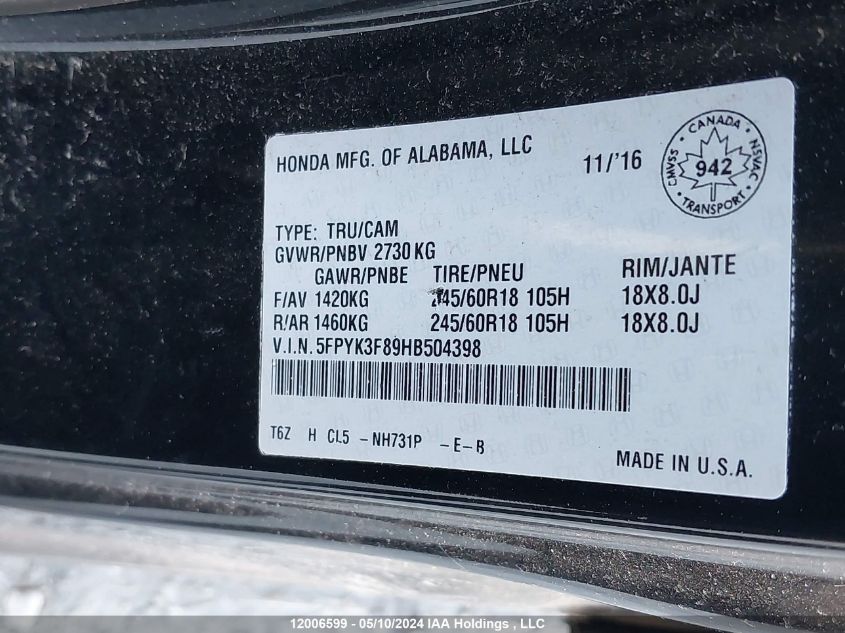 HONDA MFG. OF ALABAMA, LLC
11/'16
CANADA
CMVSS 942 NSVAC
TRANSPORT
TYPE: TRU/CAM
GVWR/PNBV 2730 KG
GAWR/PNBE TIRE/PNEU RIM/JANTE
F/AV 1420KG 245/60R18 105H 18X8.0J
R/AR 1460KG 245/60R18 105H 18X8.0J
V.I.N. 5FPYK3F89HB504398
T6Z H CL5 - NH731P - E - B
MADE IN U.S.A.
12006599 - 05/10/2024 IAA Holdings , LLC